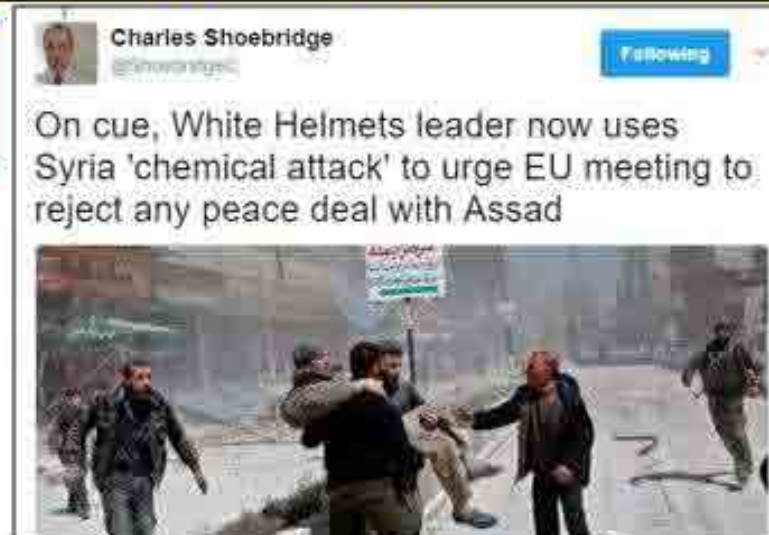 Charles Shoebridge
Following
On cue, White Helmets leader now uses
Syria 'chemical attack' to urge EU meeting to
reject any peace deal with Assad